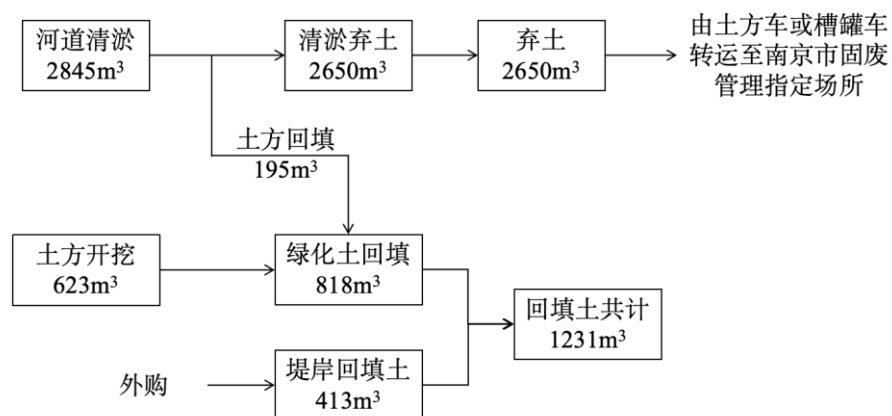 河道清淤
2845m³
清淤弃土
2650m³
弃土
2650m³
由土方车或槽罐车
转运至南京市固废
管理指定场所
土方回填
195m³
土方开挖
623m³
绿化土回填
818m³
回填土共计
1231m³
外购
堤岸回填土
413m³